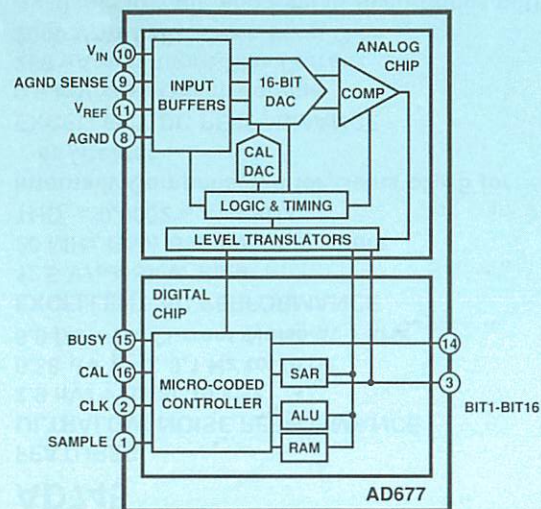 ANALOG CHIP
VIN 10
AGND SENSE 9
VREF 11
AGND 8
INPUT BUFFERS
16-BIT DAC
COMP
CAL DAC
LOGIC & TIMING
LEVEL TRANSLATORS
DIGITAL CHIP
BUSY 15
CAL 16
CLK 2
SAMPLE 1
MICRO-CODED CONTROLLER
SAR
ALU
RAM
14
3
BIT1-BIT16
AD677